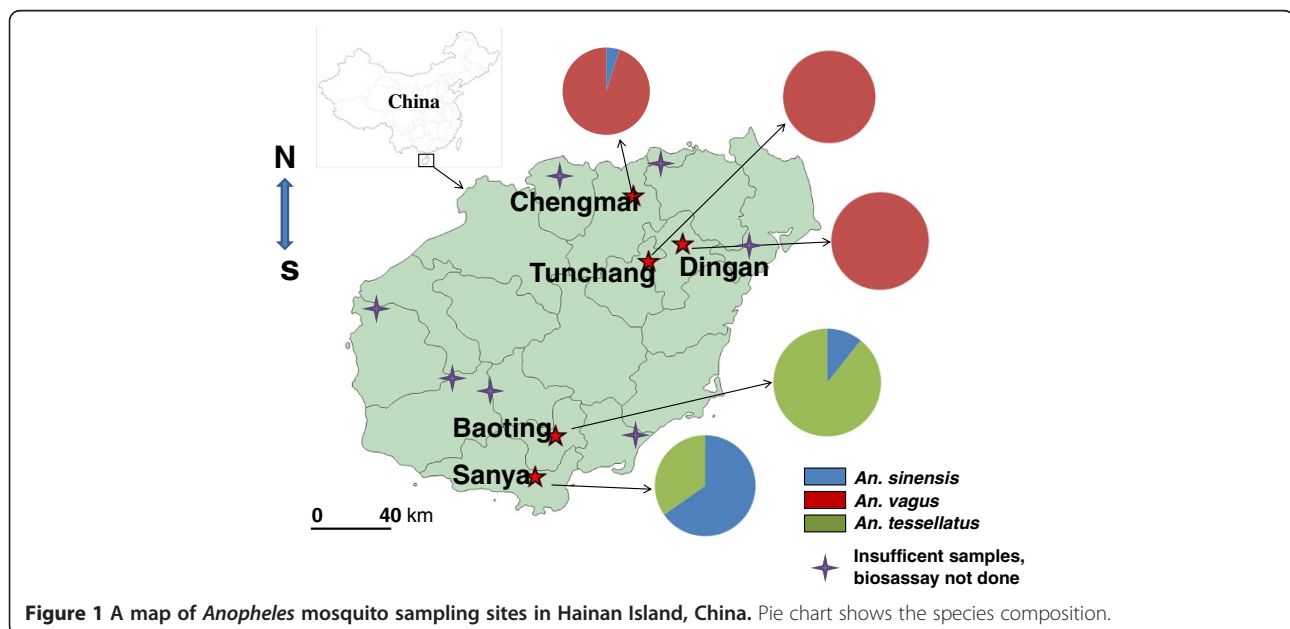 China
N
S
Chengmai
Tunchang
Dingan
Baoting
Sanya
0 40 km
An. sinensis
An. vagus
An. tessellatus
Insufficent samples,
biosassay not done
Figure 1 A map of Anopheles mosquito sampling sites in Hainan Island, China. Pie chart shows the species composition.